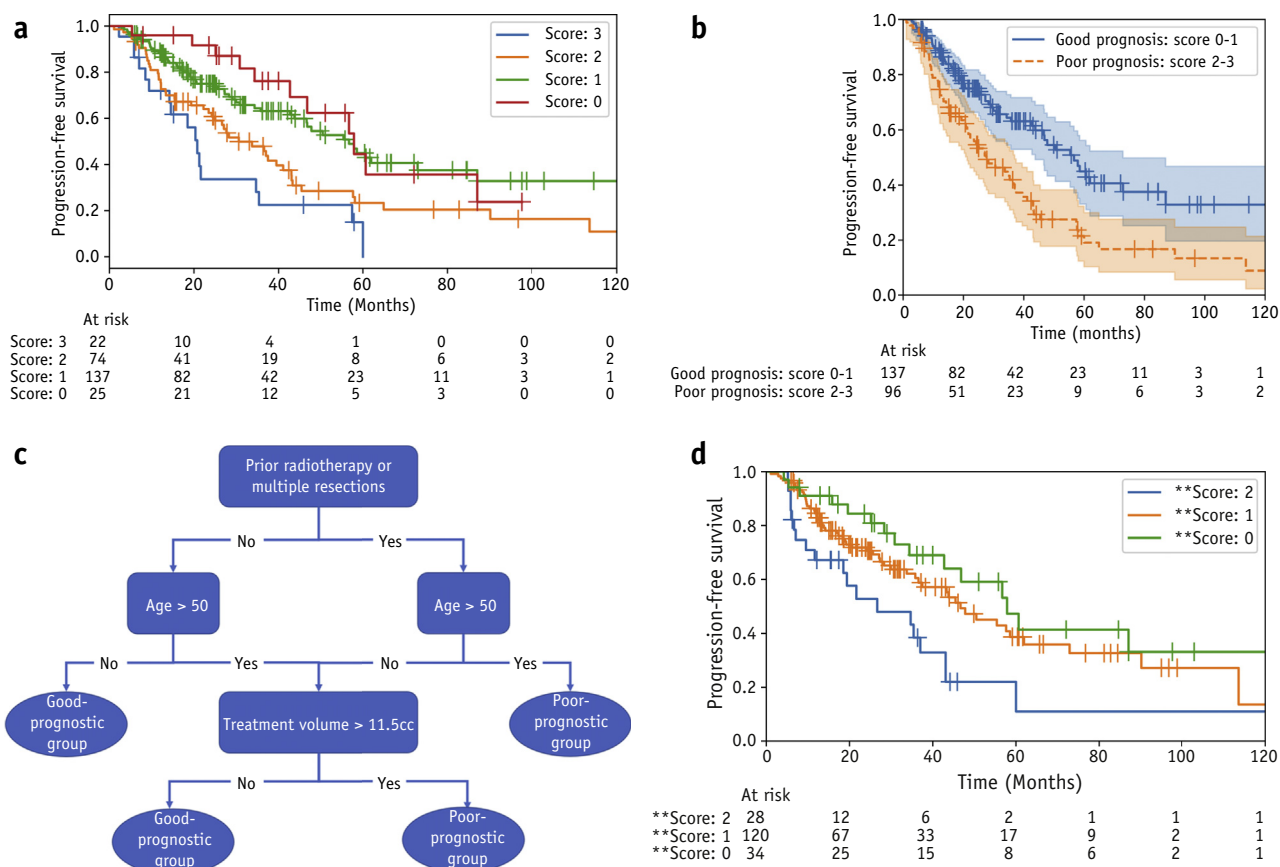 a
Progression-free survival
1.0
0.8
0.6
0.4
0.2
0.0
Score: 3
Score: 2
Score: 1
Score: 0
0 20 40 60 80 100 120
Time (Months)
At risk
Score: 3 22 10 4 1 0 0 0
Score: 2 74 41 19 8 6 3 2
Score: 1 137 82 42 23 11 3 1
Score: 0 25 21 12 5 3 0 0
b
Progression-free survival
1.0
0.8
0.6
0.4
0.2
0.0
Good prognosis: score 0-1
Poor prognosis: score 2-3
0 20 40 60 80 100 120
Time (months)
At risk
Good prognosis: score 0-1 137 82 42 23 11 3 1
Poor prognosis: score 2-3 96 51 23 9 6 3 2
c
Prior radiotherapy or
multiple resections
No Yes
Age > 50 Age > 50
No Yes No Yes
Good-
prognostic
group
Treatment volume > 11.5cc
Poor-
prognostic
group
No Yes
Good-
prognostic
group
Poor-
prognostic
group
d
Progression-free survival
1.0
0.8
0.6
0.4
0.2
0.0
**Score: 2
**Score: 1
**Score: 0
0 20 40 60 80 100 120
Time (Months)
At risk
**Score: 2 28 12 6 2 1 1 1
**Score: 1 120 67 33 17 9 2 1
**Score: 0 34 25 15 8 6 2 1